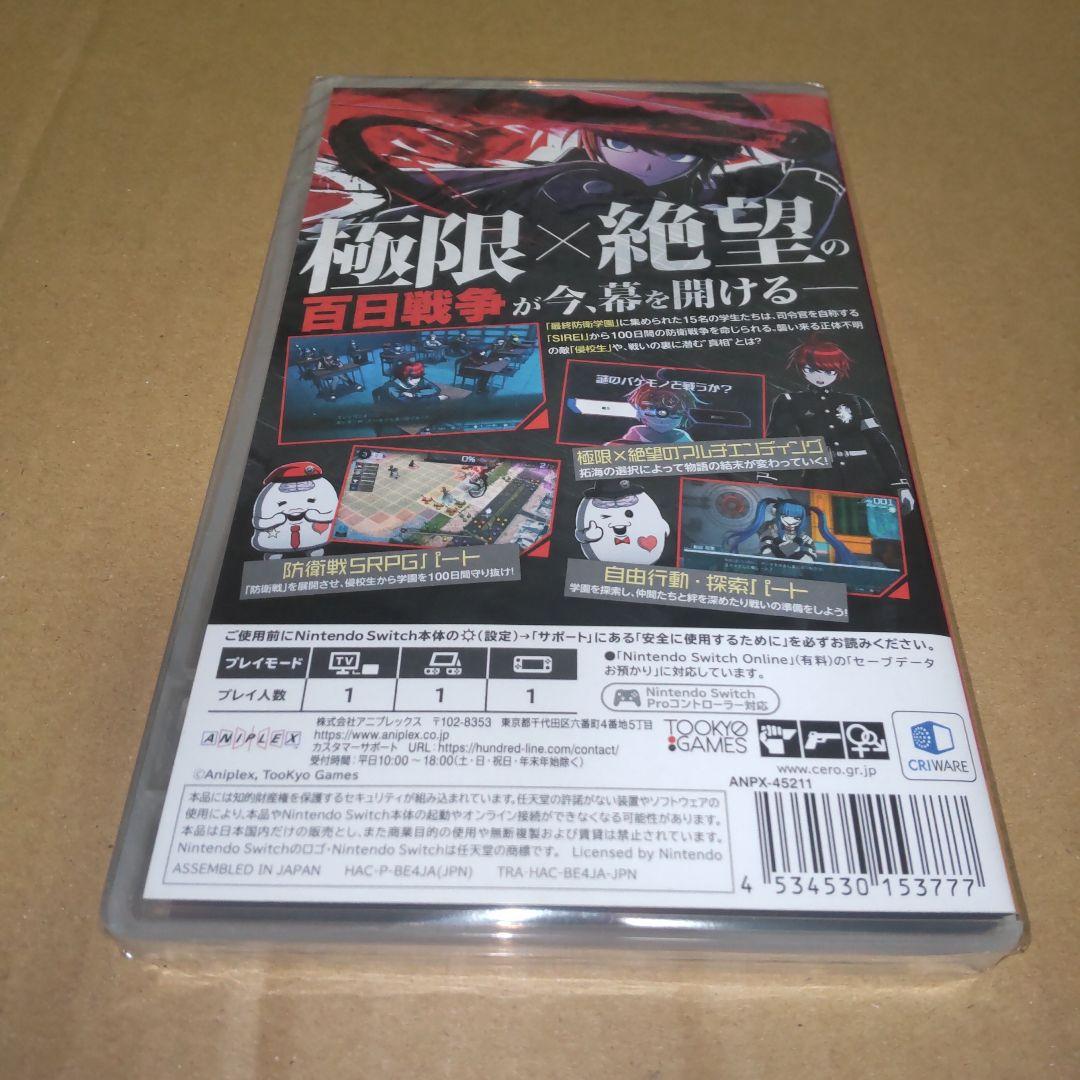 極限×絶望の
百日戦争が今、幕を開ける—
「最終防衛学園」に集められた15名の学生たちは、司令官を自称する
「SIREI」から100日間の防衛戦争を命じられる。襲い来る正体不明
の敵「侵校生」や、戦いの裏に潜む"真相"とは?
謎のバケモノと戦うか?
極限×絶望のマルチエンディング
拓海の選択によって物語の結末が変わっていく!
0%
001
防衛戦SRPGパート
「防衛戦」を展開させ、侵校生から学園を100日間守り抜け!
自由行動・探索パート
学園を探索し、仲間たちと絆を深めたり戦いの準備をしよう!
ご使用前にNintendo Switch本体の(設定)→「サポート」にある「安全に使用するために」を必ずお読みください。
プレイモード TV
プレイ人数 1 1 1
●「Nintendo Switch Online」(有料)の「セーブデータ
お預かり」に対応しています。
Nintendo Switch
Proコントローラー対応
ANIPLEX
株式会社アニプレックス 〒102-8353 東京都千代田区六番町4番地5丁目
https://www.aniplex.co.jp
カスタマーサポート URL:https://hundred-line.com/contact/
受付時間:平日10:00~18:00(土・日・祝日・年末年始除く)
©Aniplex, TooKyo Games
TOOKYO
GAMES
www.cero.gr.jp
CRIWARE
ANPX-45211
本品には知的財産権を保護するセキュリティが組み込まれています。任天堂の許諾がない装置やソフトウェアの
使用により、本品やNintendo Switch本体の起動やオンライン接続ができなくなる可能性があります。
本品は日本国内だけの販売とし、また商業目的の使用や無断複製および賃貸は禁止されています。
Nintendo Switchのロゴ・Nintendo Switchは任天堂の商標です。 Licensed by Nintendo
ASSEMBLED IN JAPAN HAC-P-BE4JA(JPN) TRA-HAC-BE4JA-JPN
4 534530 153777